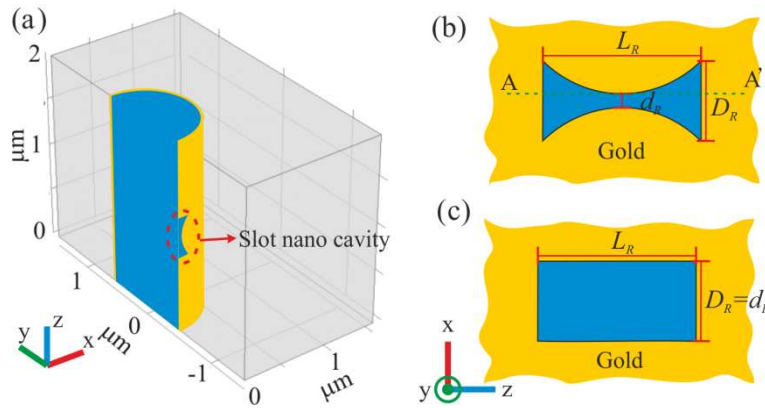 (a)
2
1
0
μm
Slot nano cavity
1
0
-1
μm
0
1
μm
y
z
x
(b)
L_R
A
A'
d_R
D_R
Gold
(c)
L_R
D_R=d
Gold
x
y
z